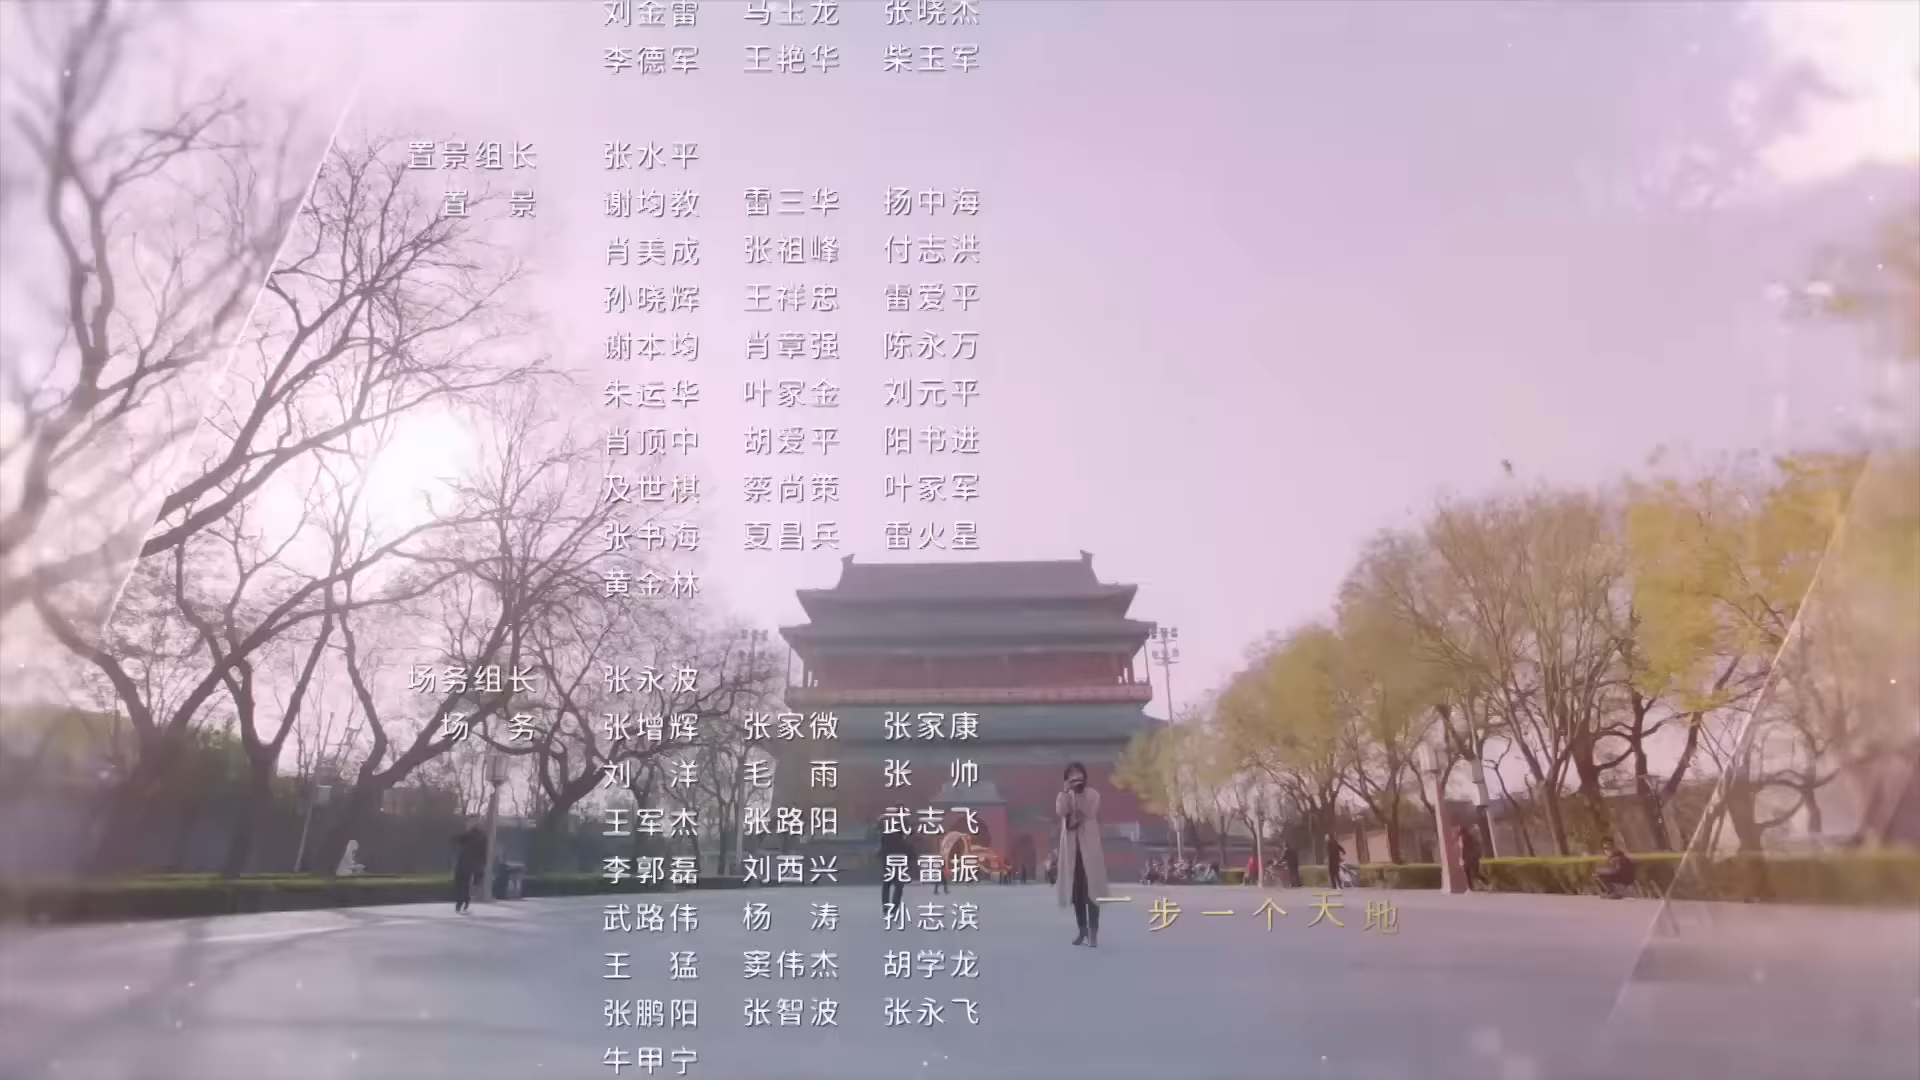 刘金雷 马玉龙 张晓杰
李德军 王艳华 柴玉军
置景组长 张水平
置 景 谢均教 雷三华 扬中海
肖美成 张祖峰 付志洪
孙晓辉 王祥忠 雷爱平
谢本均 肖章强 陈永万
朱运华 叶家金 刘元平
肖顶中 胡爱平 阳书进
及世棋 蔡尚策 叶家军
张书海 夏昌兵 雷火星
黄金林
场务组长 张永波
场 务 张增辉 张家微 张家康
刘 洋 毛 雨 张 帅
王军杰 张路阳 武志飞
李郭磊 刘西兴 晁雷振
武路伟 杨 涛 孙志滨
王 猛 窦伟杰 胡学龙
张鹏阳 张智波 张永飞
牛甲宁
一步一个天地